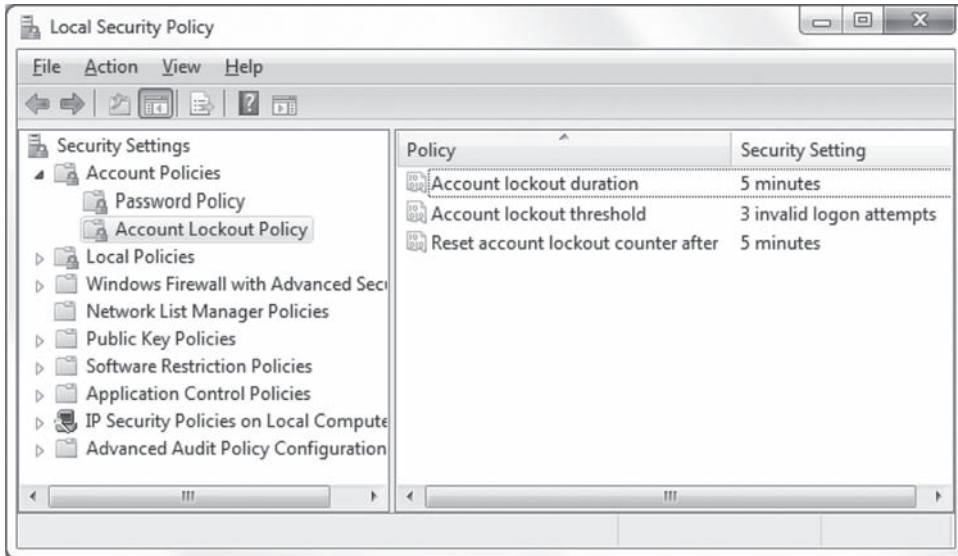 Local Security Policy
File Action View Help
Security Settings
Account Policies
Password Policy
Account Lockout Policy
Local Policies
Windows Firewall with Advanced Secu
Network List Manager Policies
Public Key Policies
Software Restriction Policies
Application Control Policies
IP Security Policies on Local Compute
Advanced Audit Policy Configuration
Policy Security Setting
Account lockout duration 5 minutes
Account lockout threshold 3 invalid logon attempts
Reset account lockout counter after 5 minutes